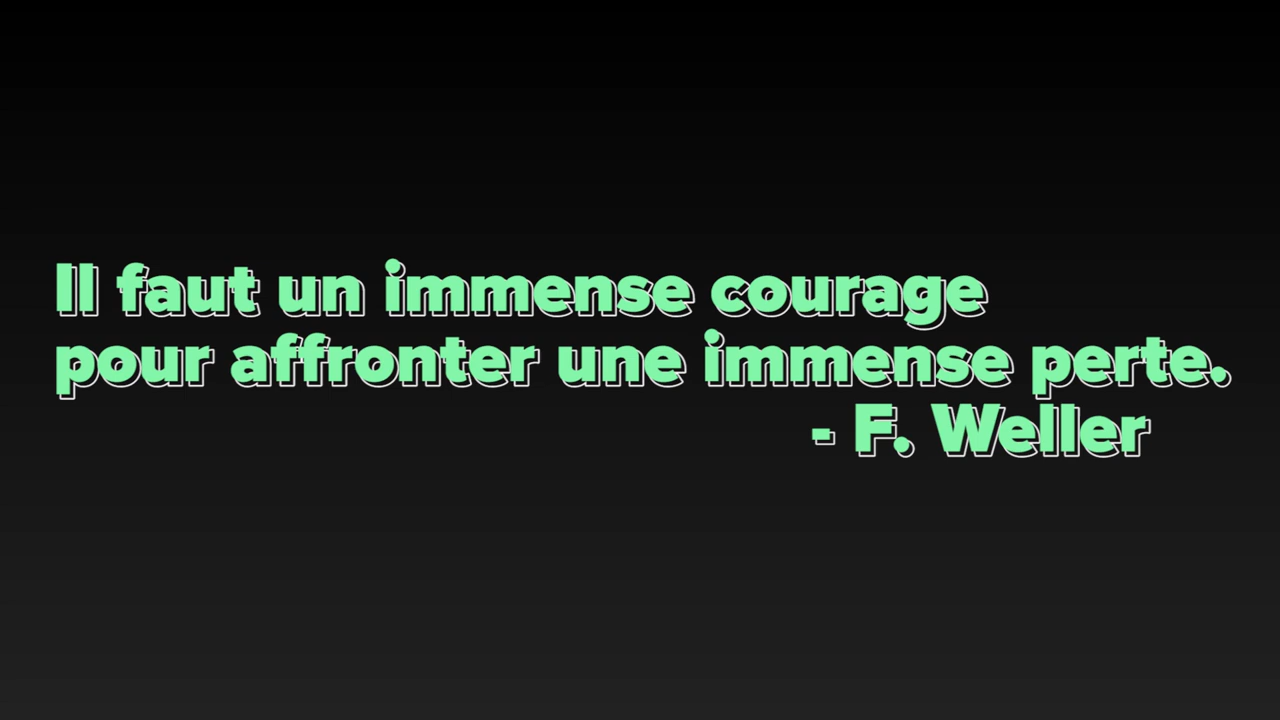 Il faut un immense courage
pour affronter une immense perte.
- F. Weller